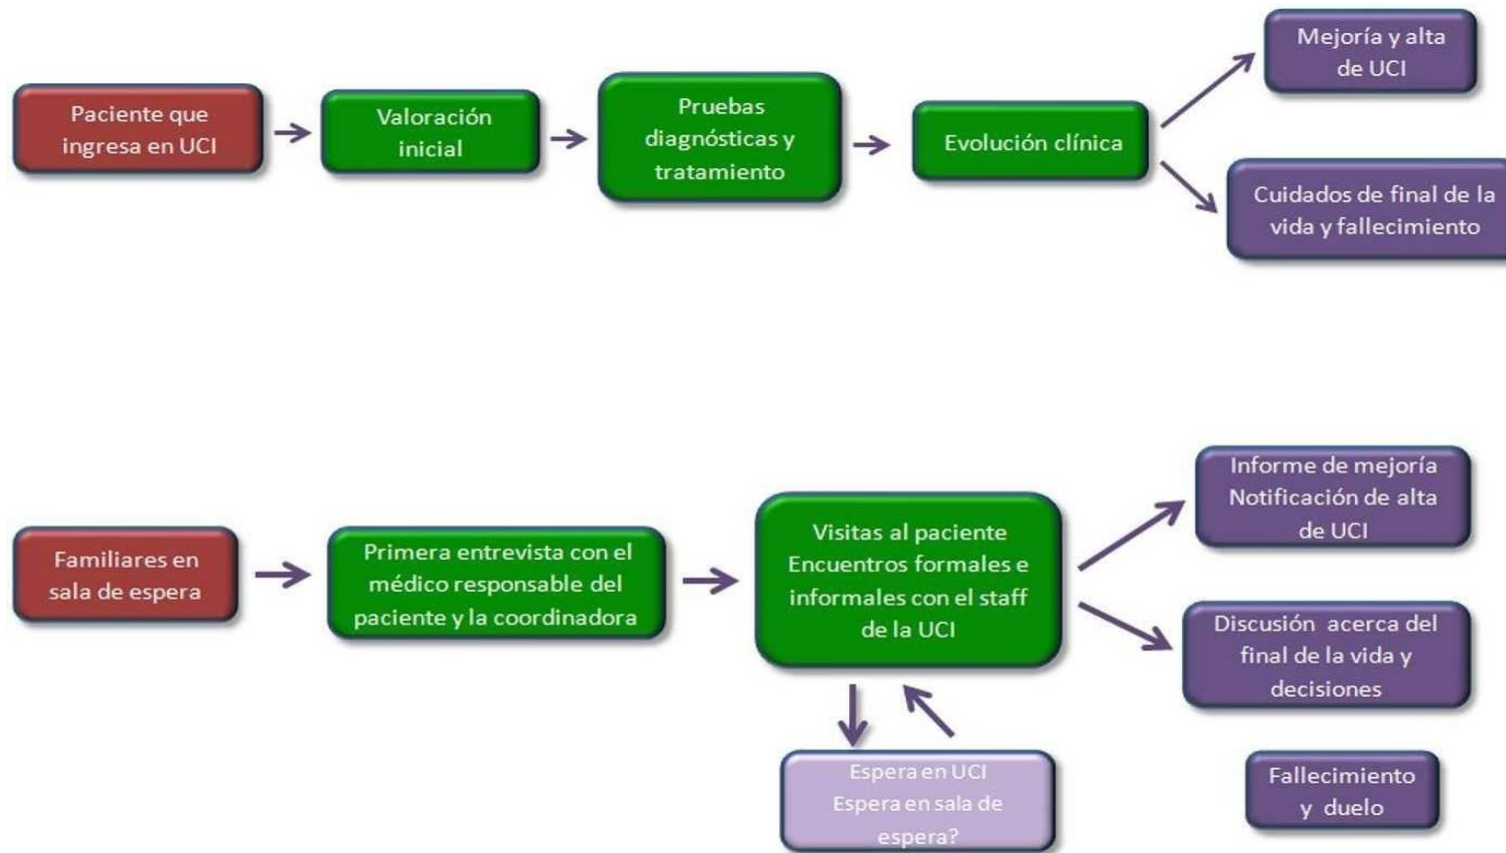 Paciente que
ingresa en UCI
Valoración
inicial
Pruebas
diagnósticas y
tratamiento
Evolución clínica
Mejoría y alta
de UCI
Cuidados de final de la
vida y fallecimiento
Familiares en
sala de espera
Primera entrevista con el
médico responsable del
paciente y la coordinadora
Visitas al paciente
Encuentros formales e
informales con el staff
de la UCI
Informe de mejoría
Notificación de alta
de UCI
Discusión acerca del
final de la vida y
decisiones
Espera en UCI
Espera en sala de
espera?
Fallecimiento
y duelo